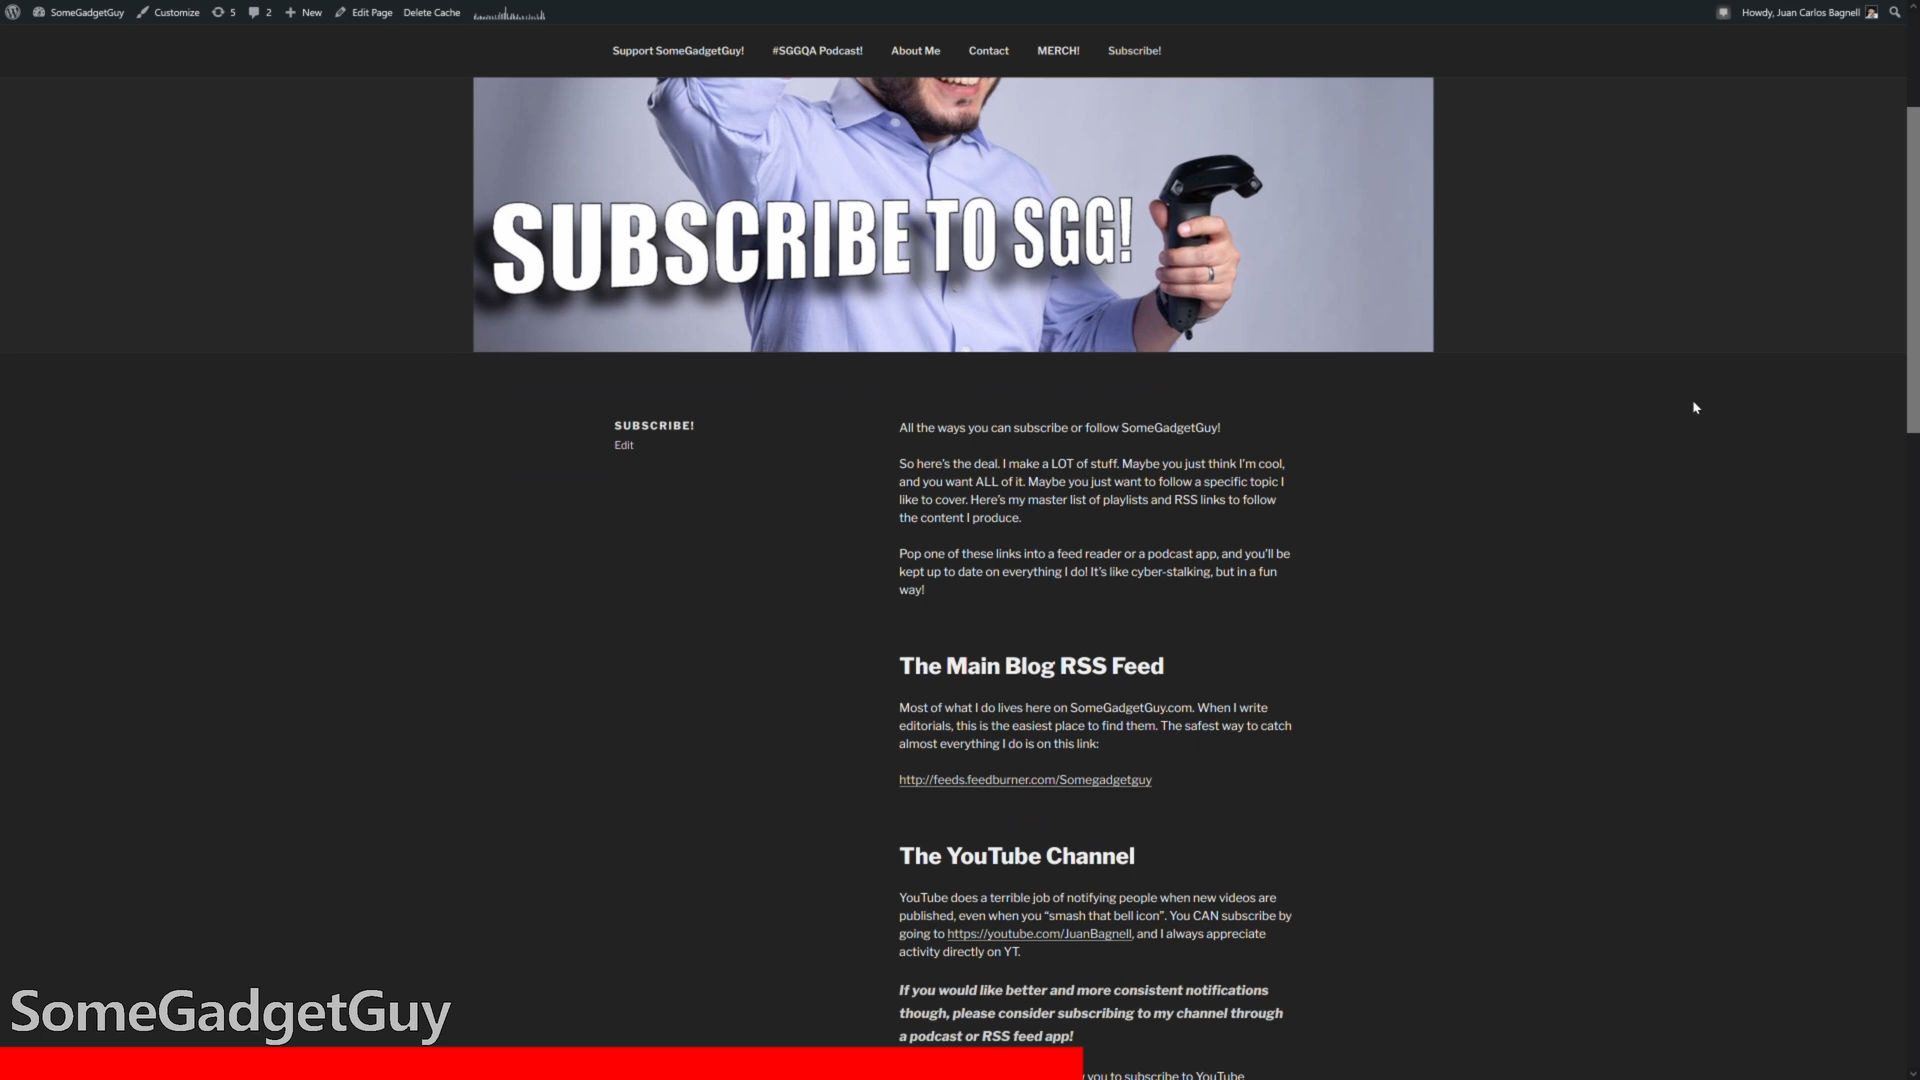 SomeGadgetGuy Customize 5 2 New Edit Page Delete Cache Howdy, Juan Carlos Bagnell
Support SomeGadgetGuy! #SGGQA Podcast! About Me Contact MERCH! Subscribe!
SUBSCRIBE TO SGG!
SUBSCRIBE!
Edit
All the ways you can subscribe or follow SomeGadgetGuy!
So here's the deal. I make a LOT of stuff. Maybe you just think I'm cool,
and you want ALL of it. Maybe you just want to follow a specific topic I
like to cover. Here's my master list of playlists and RSS links to follow
the content I produce.
Pop one of these links into a feed reader or a podcast app, and you'll be
kept up to date on everything I do! It's like cyber-stalking, but in a fun
way!
The Main Blog RSS Feed
Most of what I do lives here on SomeGadgetGuy.com. When I write
editorials, this is the easiest place to find them. The safest way to catch
almost everything I do is on this link:
http://feeds.feedburner.com/Somegadgetguy
The YouTube Channel
YouTube does a terrible job of notifying people when new videos are
published, even when you “smash that bell icon”. You CAN subscribe by
going to https://youtube.com/JuanBagnell, and I always appreciate
activity directly on YT.
If you would like better and more consistent notifications
though, please consider subscribing to my channel through
a podcast or RSS feed app!
you to subscribe to YouTube
SomeGadgetGuy